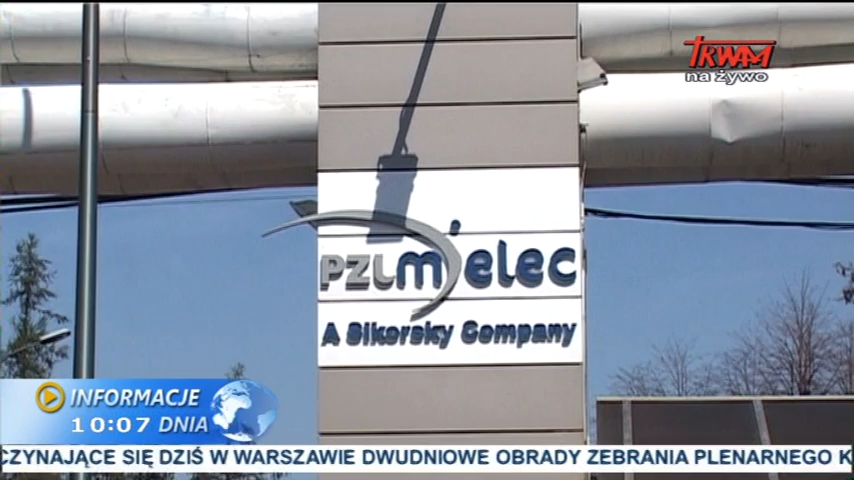 TRWAM
na żywo
PZL mielec
A Sikorsky Company
INFORMACJE
10:07 DNIA
CZYNAJĄCE SIĘ DZIŚ W WARSZAWIE DWUDNIOWE OBRADY ZEBRANIA PLENARNEGO K